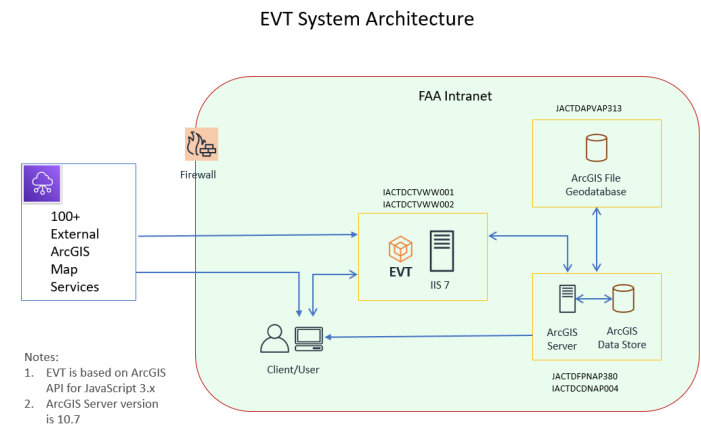 EVT System Architecture
FAA Intranet
JACTDAPVAP313
ArcGIS File
Geodatabase
Firewall
100+
External
ArcGIS
Map
Services
IACTDCTVWW001
IACTDCTVWW002
EVT
IIS 7
ArcGIS
Server
ArcGIS
Data Store
JACTDFPNAP380
IACTDCDNAP004
Client/User
Notes:
1. EVT is based on ArcGIS
API for JavaScript 3.x
2. ArcGIS Server version
is 10.7